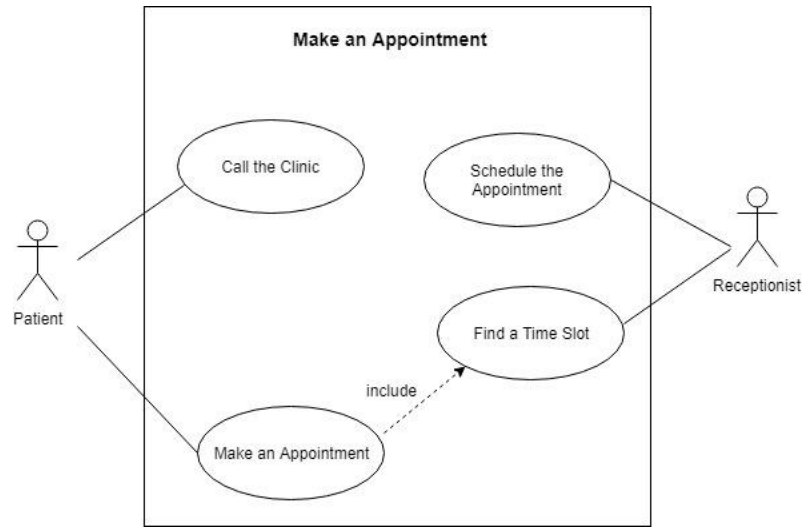 Make an Appointment
Call the Clinic
Schedule the
Appointment
Patient
Receptionist
Find a Time Slot
include
Make an Appointment